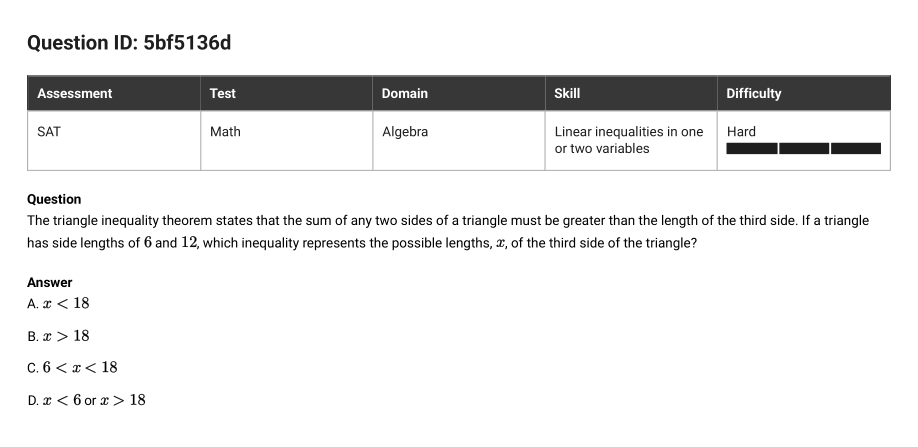 Question ID: 5bf5136d
Assessment Test Domain Skill Difficulty
SAT Math Algebra Linear inequalities in one or two variables Hard
Question
The triangle inequality theorem states that the sum of any two sides of a triangle must be greater than the length of the third side. If a triangle
has side lengths of 6 and 12, which inequality represents the possible lengths, x, of the third side of the triangle?
Answer
A. x < 18
B. x > 18
C. 6 < x < 18
D. x < 6 or x > 18